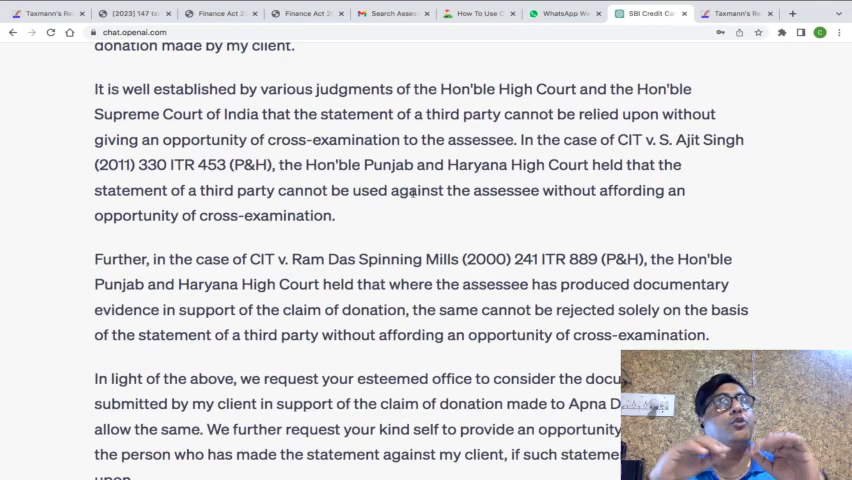 Taxmann's Re
[2023] 147 ta
Finance Act 2
Finance Act 2
Search Asses
How To Use C
WhatsApp We
SBI Credit Ca
Taxmann's Re
chat.openai.com
donation made by my client.
It is well established by various judgments of the Hon'ble High Court and the Hon'ble
Supreme Court of India that the statement of a third party cannot be relied upon without
giving an opportunity of cross-examination to the assessee. In the case of CIT v. S. Ajit Singh
(2011) 330 ITR 453 (P&H), the Hon'ble Punjab and Haryana High Court held that the
statement of a third party cannot be used against the assessee without affording an
opportunity of cross-examination.
Further, in the case of CIT v. Ram Das Spinning Mills (2000) 241 ITR 889 (P&H), the Hon'ble
Punjab and Haryana High Court held that where the assessee has produced documentary
evidence in support of the claim of donation, the same cannot be rejected solely on the basis
of the statement of a third party without affording an opportunity of cross-examination.
In light of the above, we request your esteemed office to consider the docu
submitted by my client in support of the claim of donation made to Apna D
allow the same. We further request your kind self to provide an opportunity
the person who has made the statement against my client, if such stateme
upon